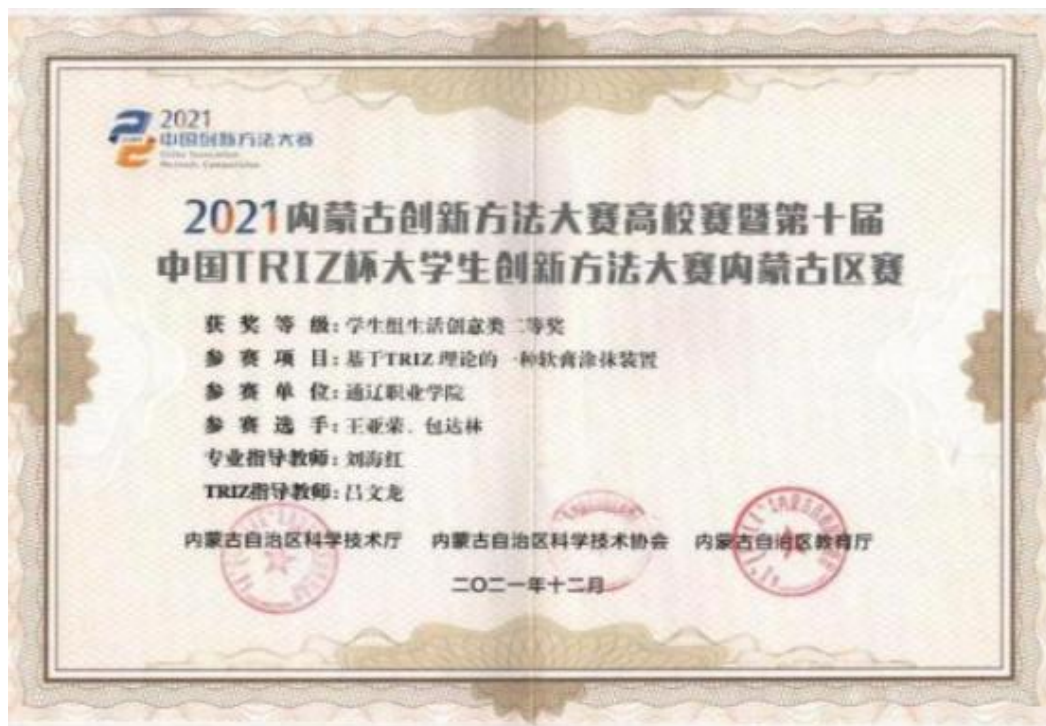 2021
中国创新方法大赛
China Innovation
Methods Competition
2021内蒙古创新方法大赛高校赛暨第十届
中国TRIZ杯大学生创新方法大赛内蒙古区赛
获奖等级:学生组生活创意类二等奖
参赛项目:基于TRIZ理论的一种软膏涂抹装置
参赛单位:通辽职业学院
参赛选手:王亚荣、包达林
专业指导教师:刘海红
TRIZ指导教师:吕文龙
内蒙古自治区科学技术厅 内蒙古自治区科学技术协会 内蒙古自治区教育厅
二〇二一年十二月